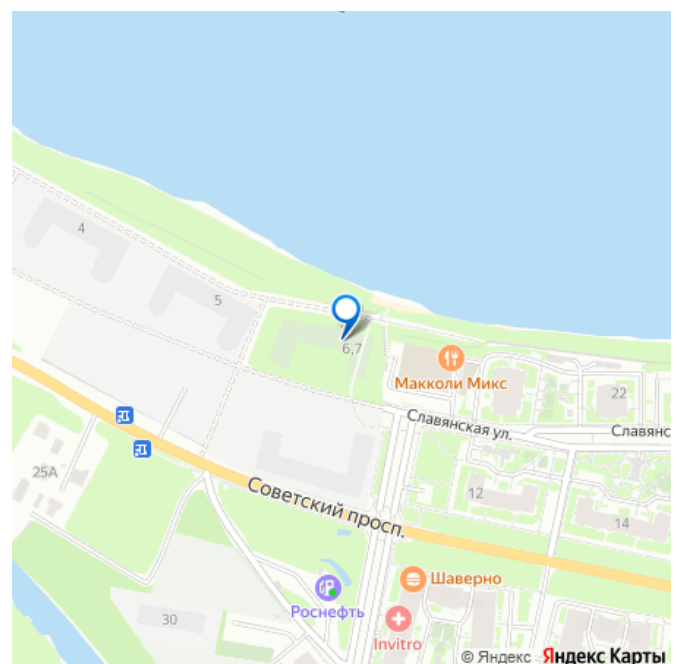 4
5
6,7
Макколи Микс
22
Славянская ул.
Славянс
25А
Советский просп.
12
14
Шаверно
Роснефть
30
Invitro
© Яндекс Яндекс Карты